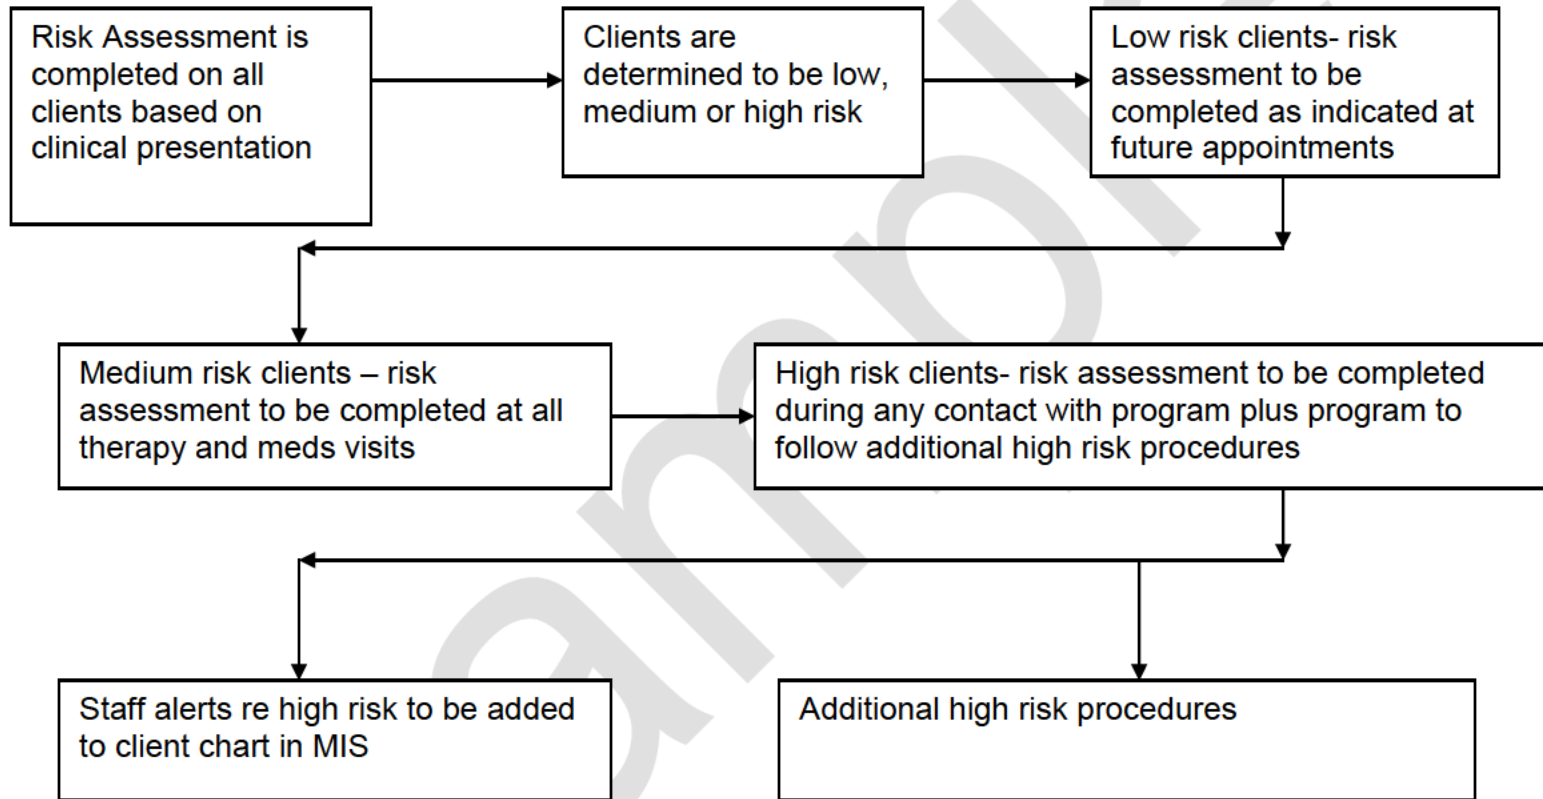 Risk Assessment is
completed on all
clients based on
clinical presentation
Clients are
determined to be low,
medium or high risk
Low risk clients- risk
assessment to be
completed as indicated at
future appointments
Medium risk clients – risk
assessment to be completed at all
therapy and meds visits
High risk clients- risk assessment to be completed
during any contact with program plus program to
follow additional high risk procedures
Staff alerts re high risk to be added
to client chart in MIS
Additional high risk procedures